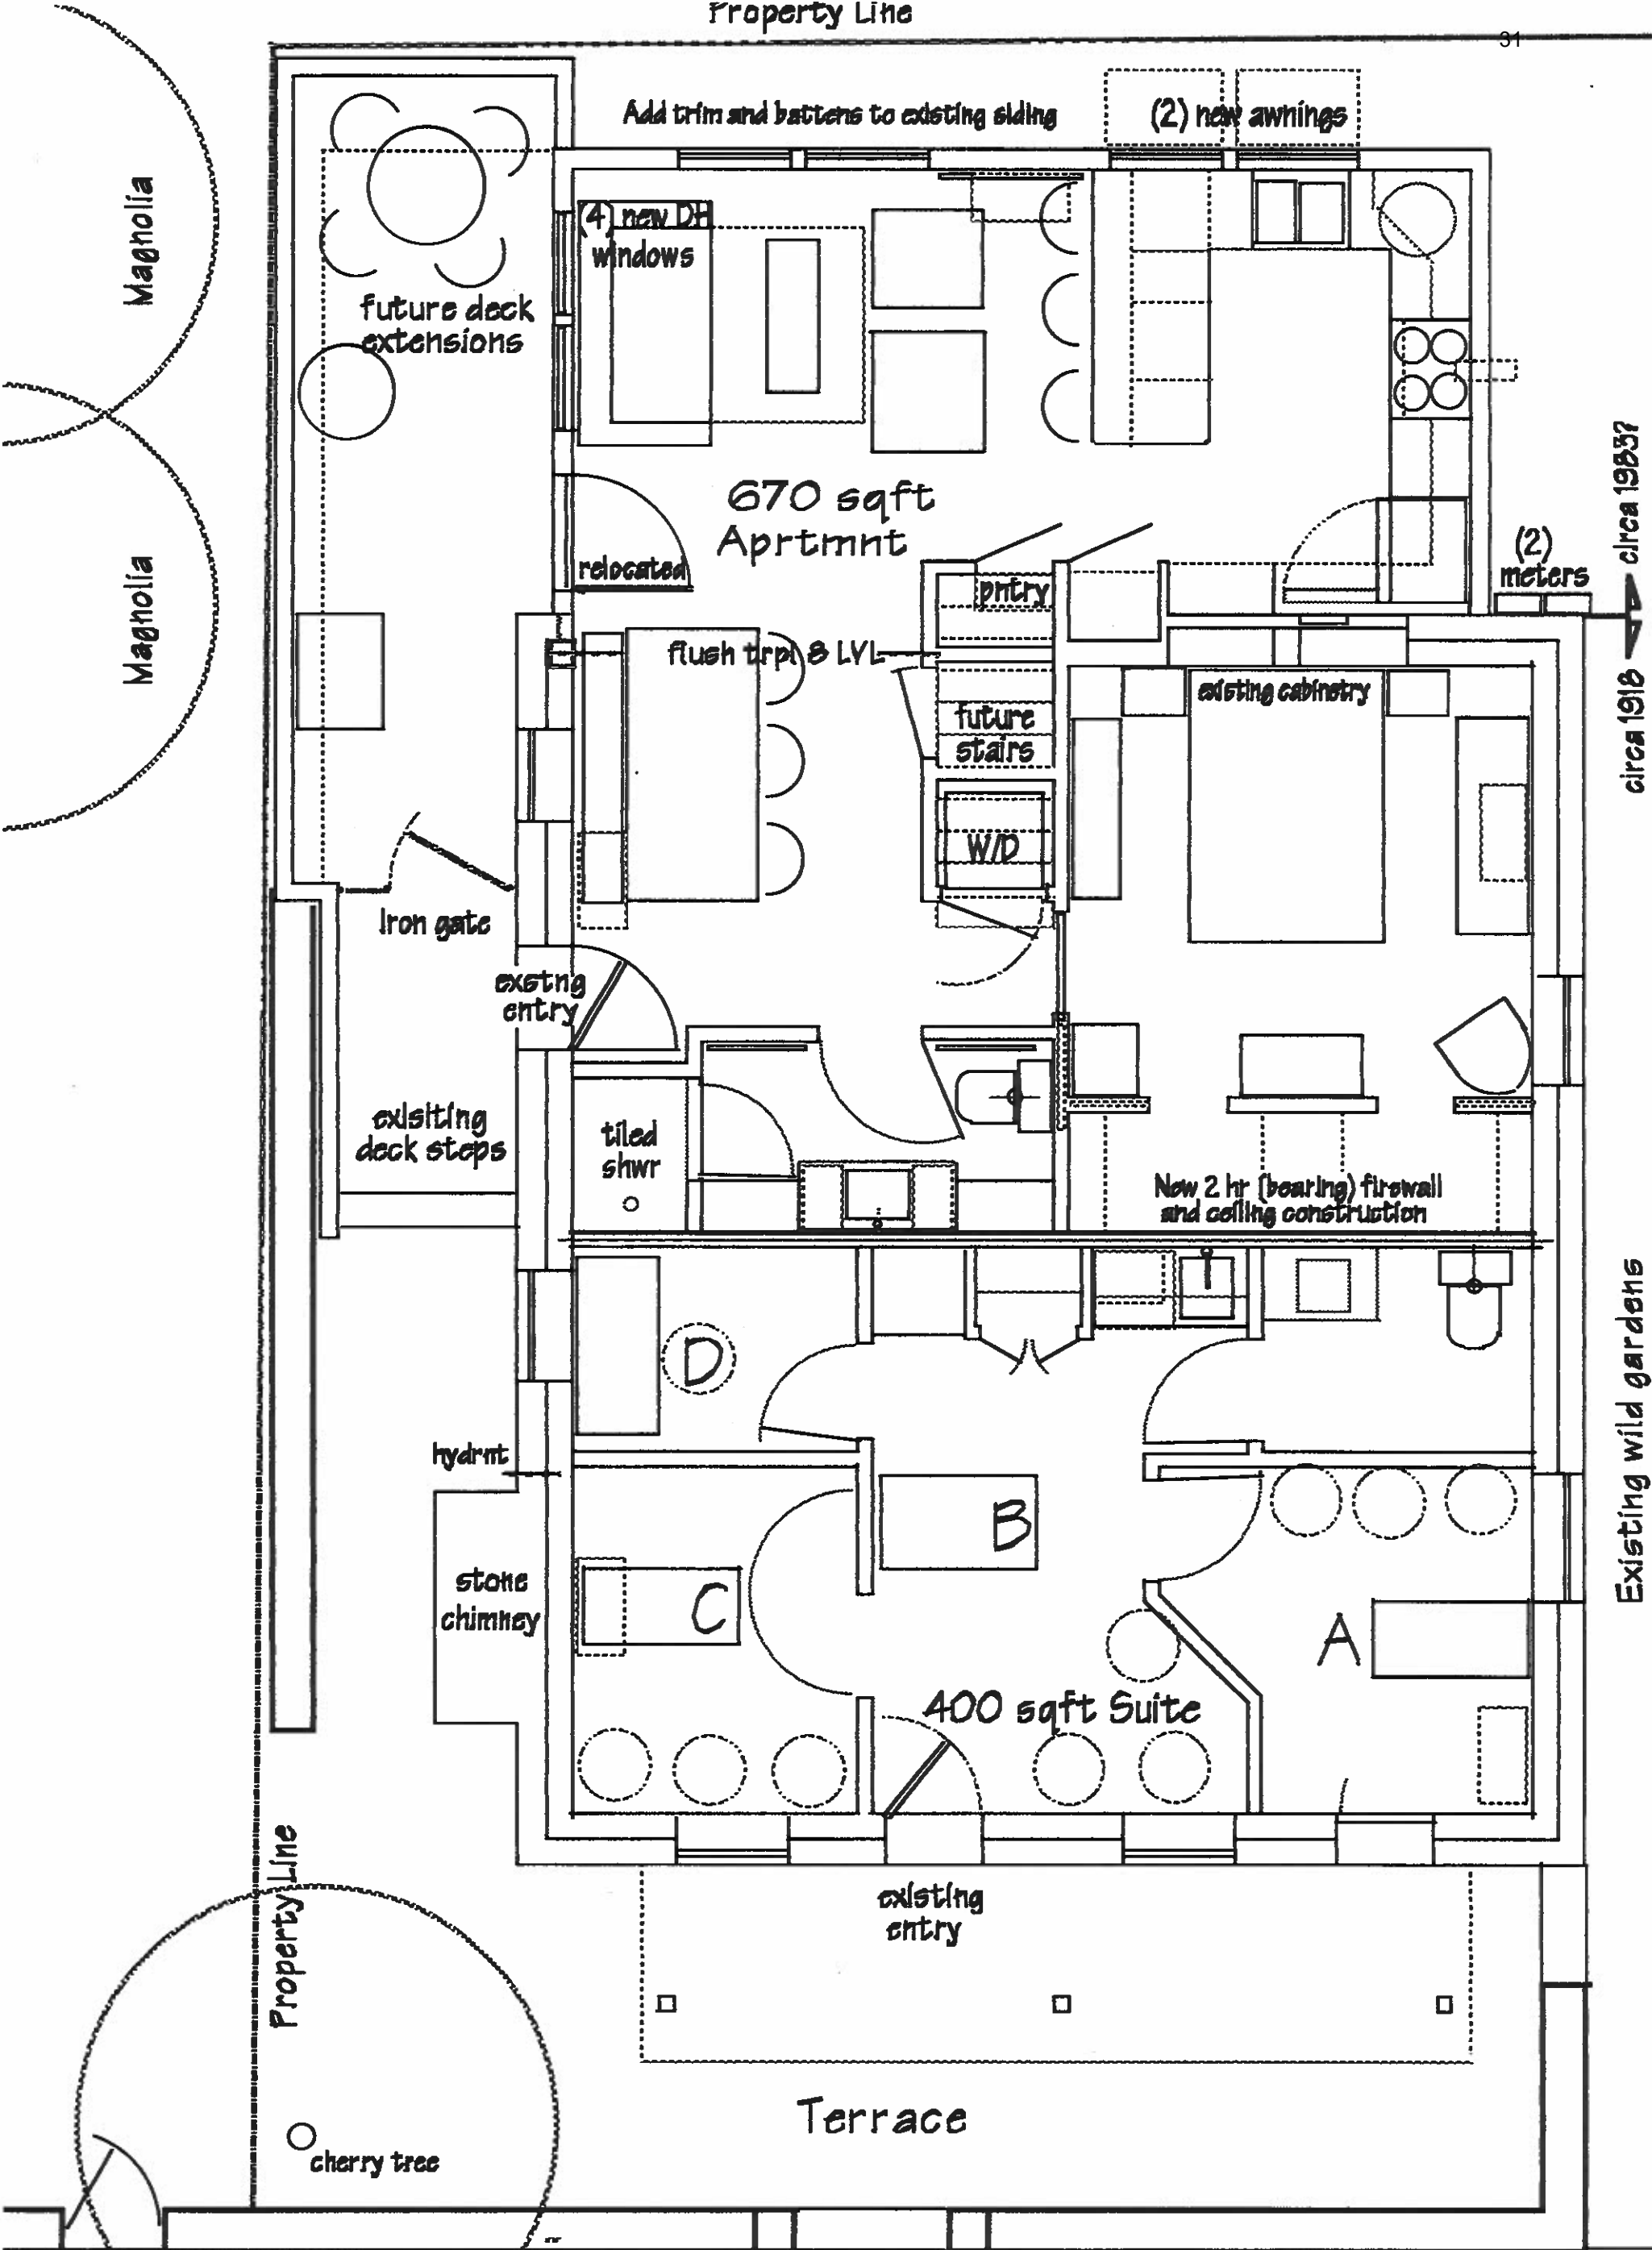 Property Line
31
Add trim and battens to existing siding
(2) new awnings
Magnolia
(4) new DH
windows
future deck
extensions
670 sqft
Aprtmnt
relocated
pntry
(2)
meters
circa 1983?
circa 1918
Magnolia
flush trpl 8 LVL
existing cabinetry
future
stairs
W/D
Iron gate
exstng
entry
exisiting
deck steps
tiled
shwr
New 2 hr (bearing) firewall
and ceiling construction
D
hydrnt
B
stone
chimney
C
A
400 sqft Suite
Existing wild gardens
Property Line
existing
entry
Terrace
cherry tree